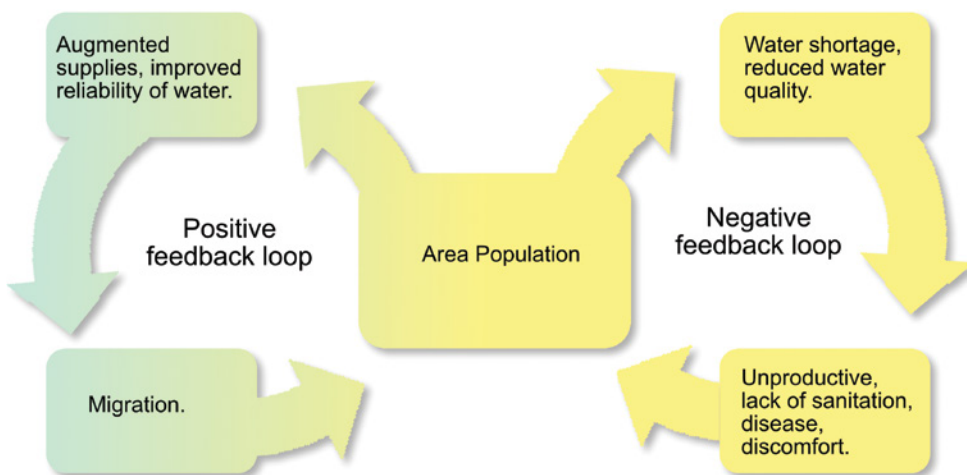 Augmented
supplies, improved
reliability of water.
Positive
feedback loop
Migration.
Area Population
Water shortage,
reduced water
quality.
Negative
feedback loop
Unproductive,
lack of sanitation,
disease,
discomfort.